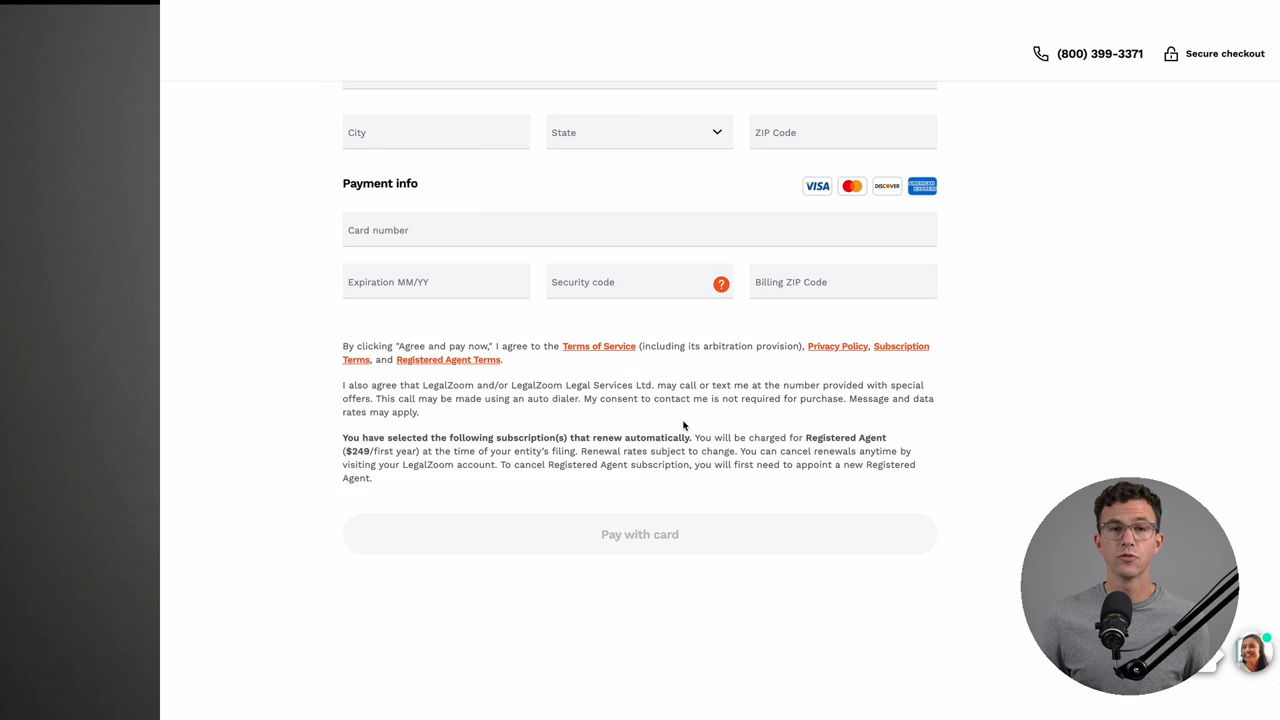 (800) 399-3371 Secure checkout
City State ZIP Code
Payment info VISA DISCOVER AMERICAN EXPRESS
Card number
Expiration MM/YY Security code ? Billing ZIP Code
By clicking "Agree and pay now," I agree to the Terms of Service (including its arbitration provision), Privacy Policy, Subscription
Terms, and Registered Agent Terms.
I also agree that LegalZoom and/or LegalZoom Legal Services Ltd. may call or text me at the number provided with special
offers. This call may be made using an auto dialer. My consent to contact me is not required for purchase. Message and data
rates may apply.
You have selected the following subscription(s) that renew automatically. You will be charged for Registered Agent
($249/first year) at the time of your entity's filing. Renewal rates subject to change. You can cancel renewals anytime by
visiting your LegalZoom account. To cancel Registered Agent subscription, you will first need to appoint a new Registered
Agent.
Pay with card